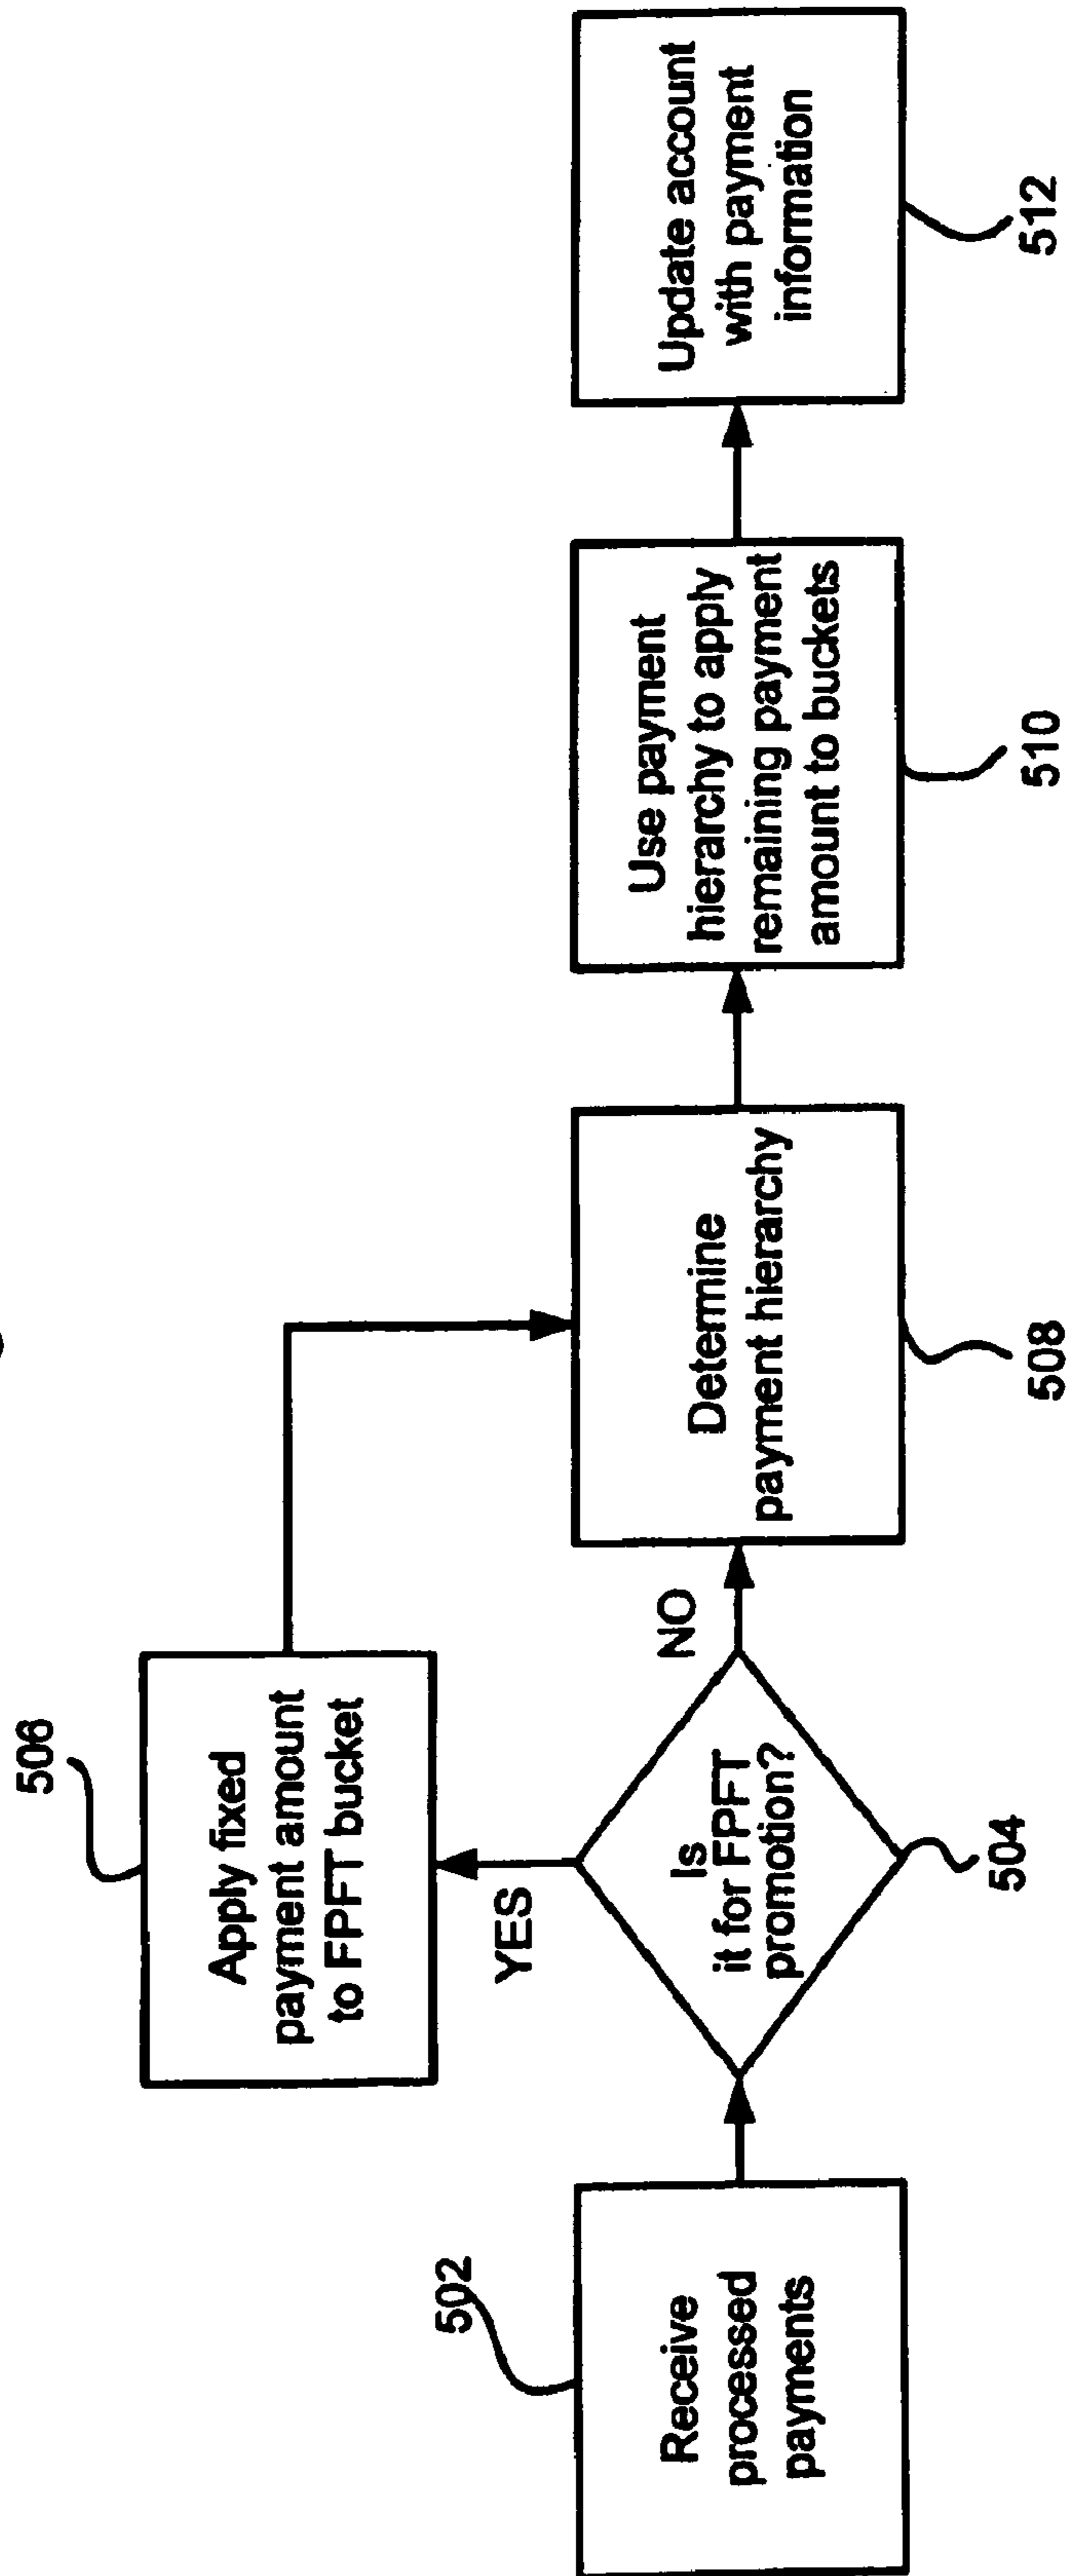 502
Receive
processed
payments
Is
it for FPFT
promotion?
504
YES
NO
506
Apply fixed
payment amount
to FPFT bucket
Determine
payment hierarchy
508
Use payment
hierarchy to apply
remaining payment
amount to buckets
510
Update account
with payment
information
512